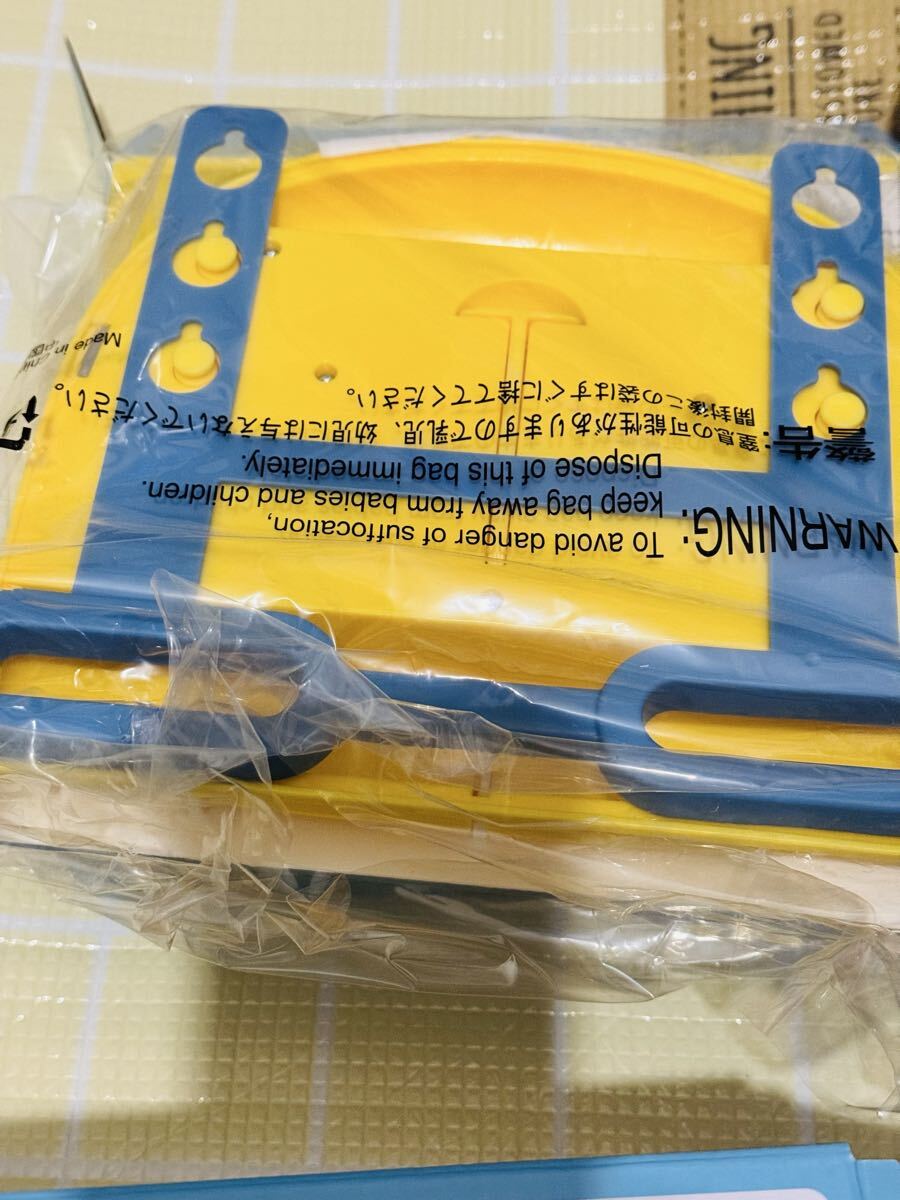 WARNING:
To avoid danger of suffocation,
keep bag away from babies and children.
Dispose of this bag immediately.
警告:
窒息の可能性がありますので乳児、幼児には与えないでください。
開封後この袋はすぐに捨ててください。
Made in
HING